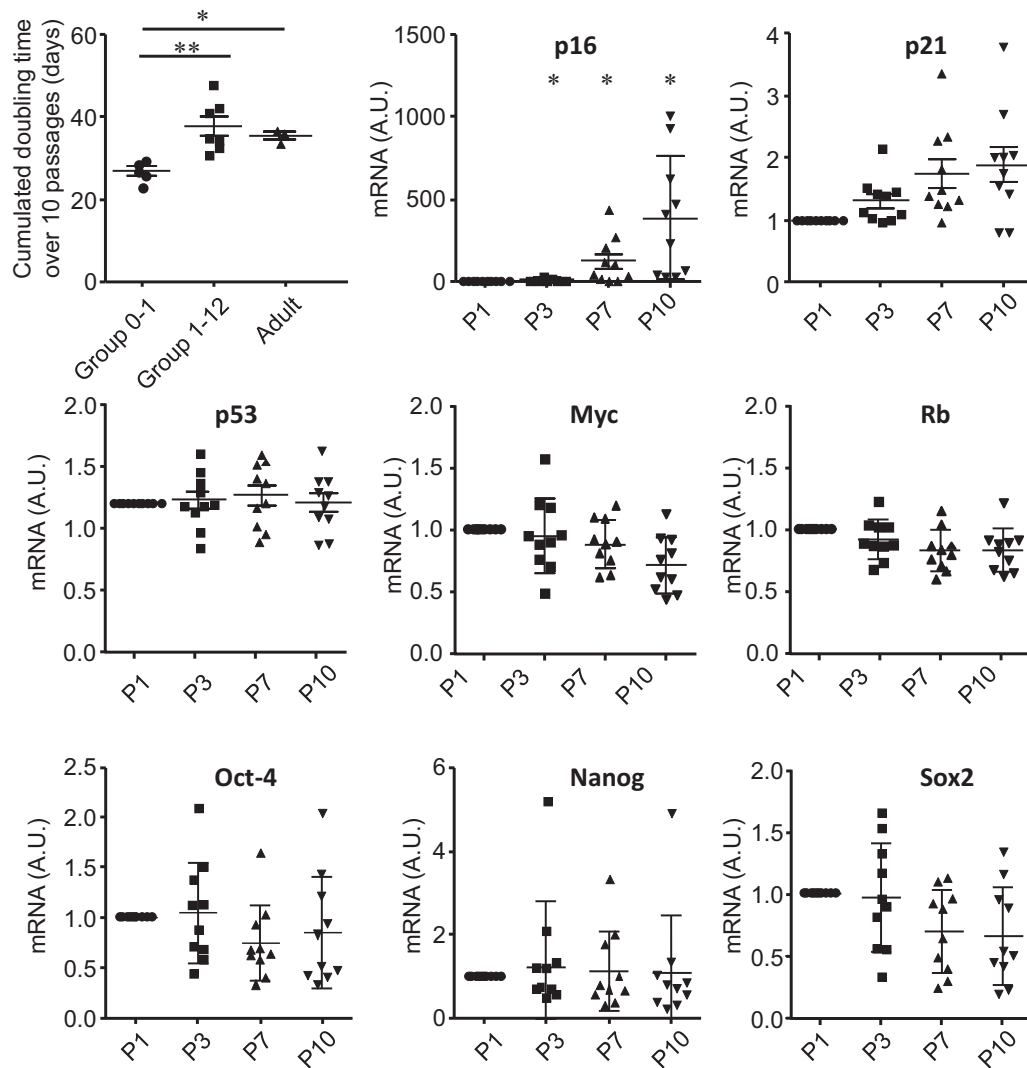 Cumulated doubling time
over 10 passages (days)
60
40
20
0
*
**
Group 0-1
Group 1-12
Adult
p16
mRNA (A.U.)
1500
1000
500
0
* * *
P1 P3 P7 P10
p21
mRNA (A.U.)
4
3
2
1
0
P1 P3 P7 P10
p53
mRNA (A.U.)
2.0
1.5
1.0
0.5
0.0
P1 P3 P7 P10
Myc
mRNA (A.U.)
2.0
1.5
1.0
0.5
0.0
P1 P3 P7 P10
Rb
mRNA (A.U.)
2.0
1.5
1.0
0.5
0.0
P1 P3 P7 P10
Oct-4
mRNA (A.U.)
2.5
2.0
1.5
1.0
0.5
0.0
P1 P3 P7 P10
Nanog
mRNA (A.U.)
6
4
2
0
P1 P3 P7 P10
Sox2
mRNA (A.U.)
2.0
1.5
1.0
0.5
0.0
P1 P3 P7 P10